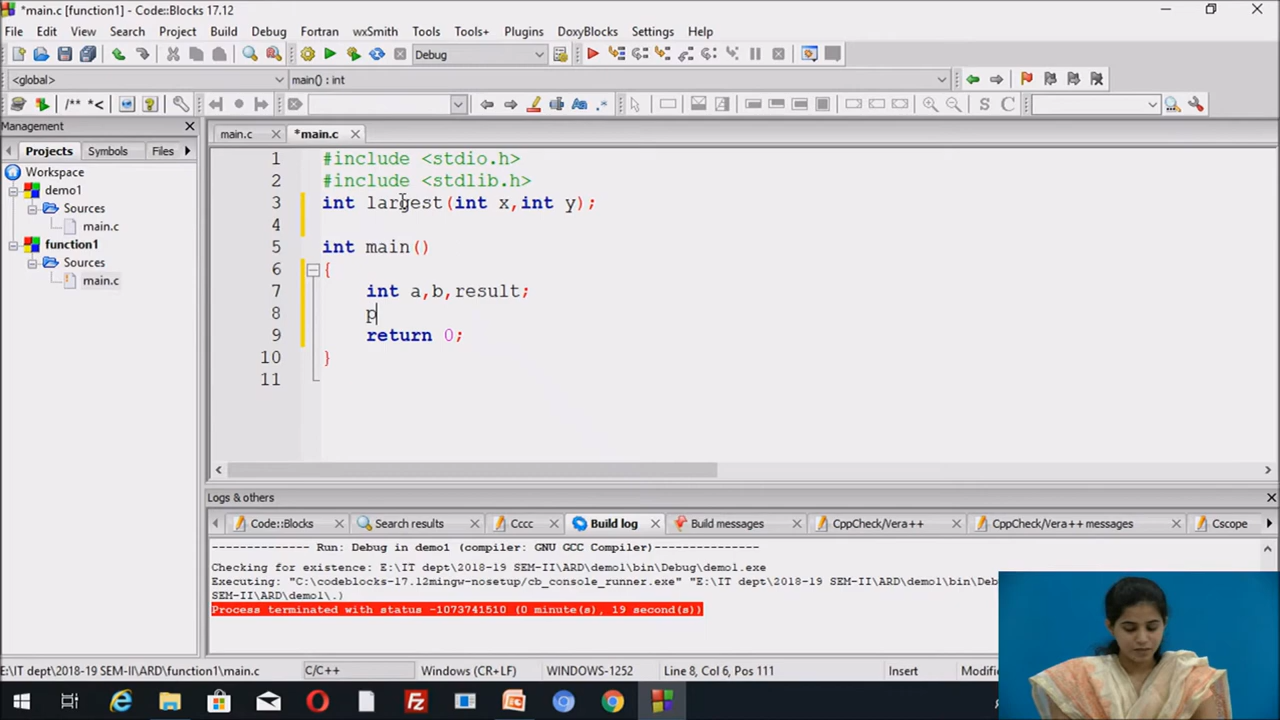 *main.c [function1] - Code::Blocks 17.12
File Edit View Search Project Build Debug Fortran wxSmith Tools Tools+ Plugins DoxyBlocks Settings Help
Debug
<global> main() : int
/** *< S C
Management
main.c *main.c
Projects Symbols Files
Workspace
demo1
Sources
main.c
function1
Sources
main.c
1 #include <stdio.h>
2 #include <stdlib.h>
3 int largest(int x,int y);
4
5 int main()
6 {
7 int a,b,result;
8 p
9 return 0;
10 }
11
Logs & others
Code::Blocks Search results Cccc Build log Build messages CppCheck/Vera++ CppCheck/Vera++ messages Cscope
-------------- Run: Debug in demo1 (compiler: GNU GCC Compiler)---------------
Checking for existence: E:\IT dept\2018-19 SEM-II\ARD\demo1\bin\Debug\demo1.exe
Executing: "C:\codeblocks-17.12mingw-nosetup/cb_console_runner.exe" "E:\IT dept\2018-19 SEM-II\ARD\demo1\bin\Deb
SEM-II\ARD\demo1\.)
Process terminated with status -1073741510 (0 minute(s), 19 second(s))
E:\IT dept\2018-19 SEM-II\ARD\function1\main.c C/C++ Windows (CR+LF) WINDOWS-1252 Line 8, Col 6, Pos 111 Insert Modifie